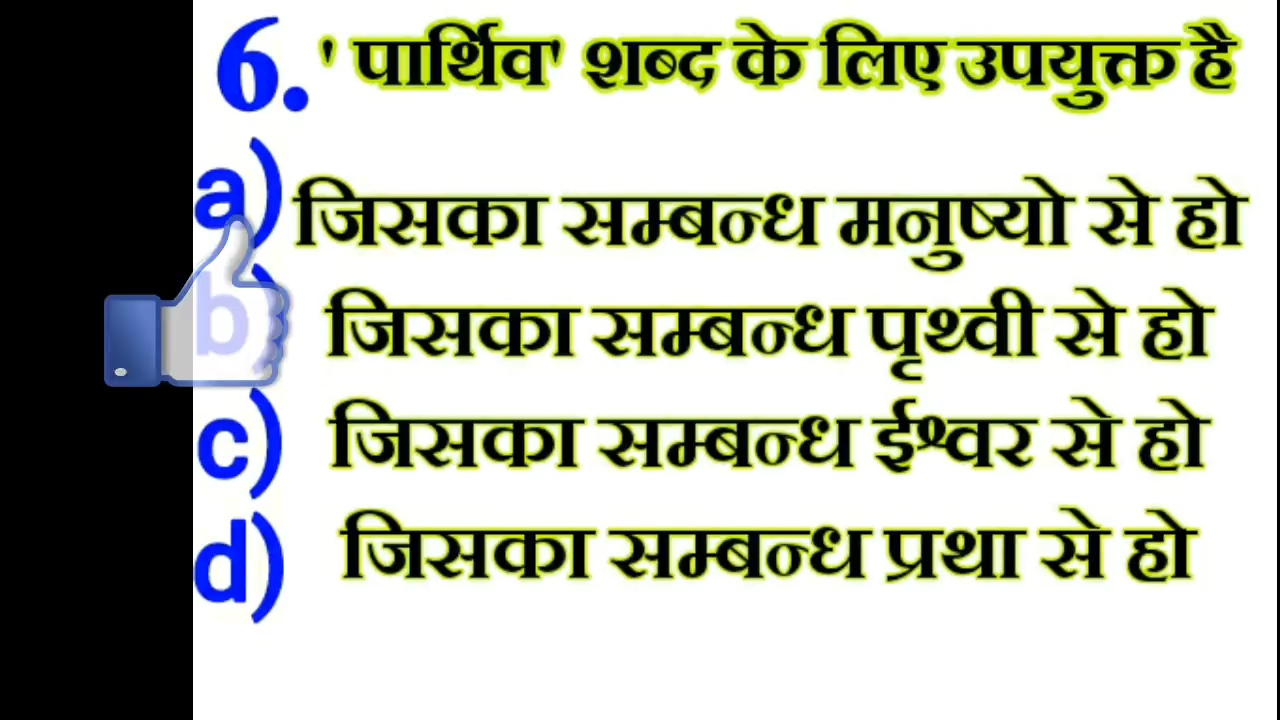 6. ' पार्थिव' शब्द के लिए उपयुक्त है
a) जिसका सम्बन्ध मनुष्यो से हो
b) जिसका सम्बन्ध पृथ्वी से हो
c) जिसका सम्बन्ध ईश्वर से हो
d) जिसका सम्बन्ध प्रथा से हो